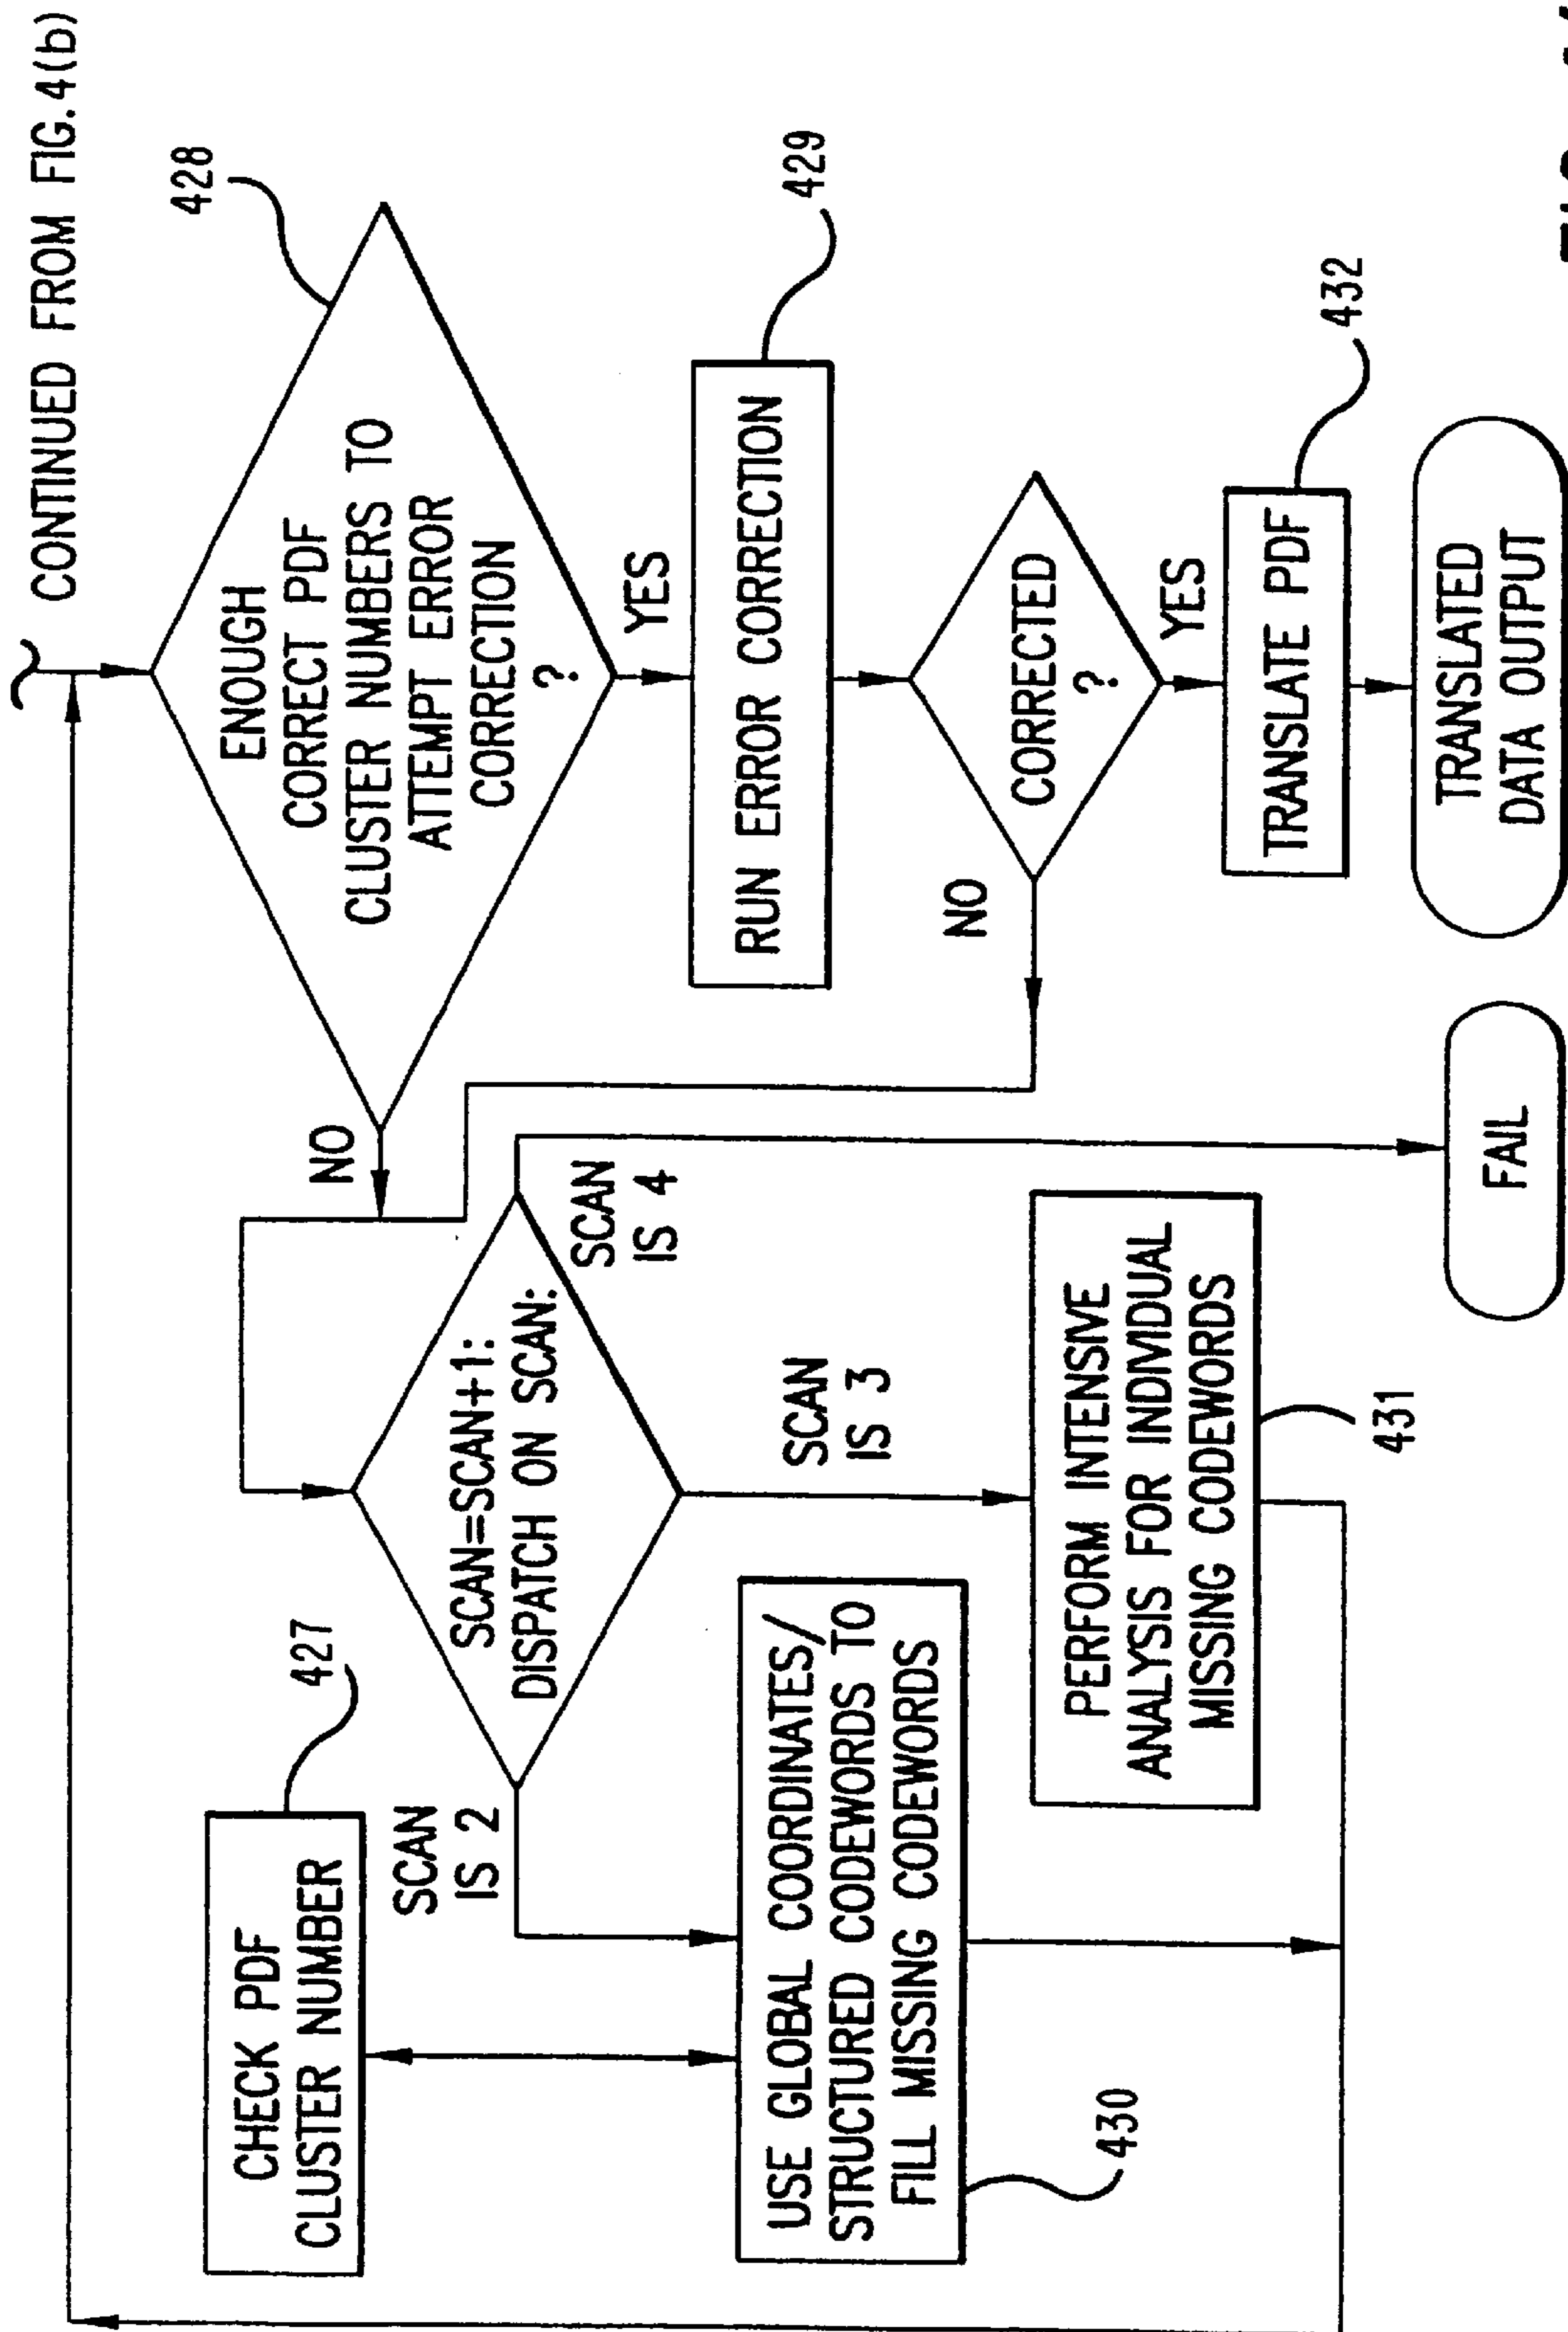 CONTINUED FROM FIG. 4(b)
428
ENOUGH
CORRECT PDF
CLUSTER NUMBERS TO
ATTEMPT ERROR
CORRECTION
?
YES
NO
429
RUN ERROR CORRECTION
CORRECTED
?
NO
YES
432
TRANSLATE PDF
TRANSLATED
DATA OUTPUT
SCAN=SCAN+1:
DISPATCH ON SCAN:
SCAN
IS 4
FAIL
SCAN
IS 3
PERFORM INTENSIVE
ANALYSIS FOR INDIVIDUAL
MISSING CODEWORDS
431
427
CHECK PDF
CLUSTER NUMBER
SCAN
IS 2
USE GLOBAL COORDINATES/
STRUCTURED CODEWORDS TO
FILL MISSING CODEWORDS
430